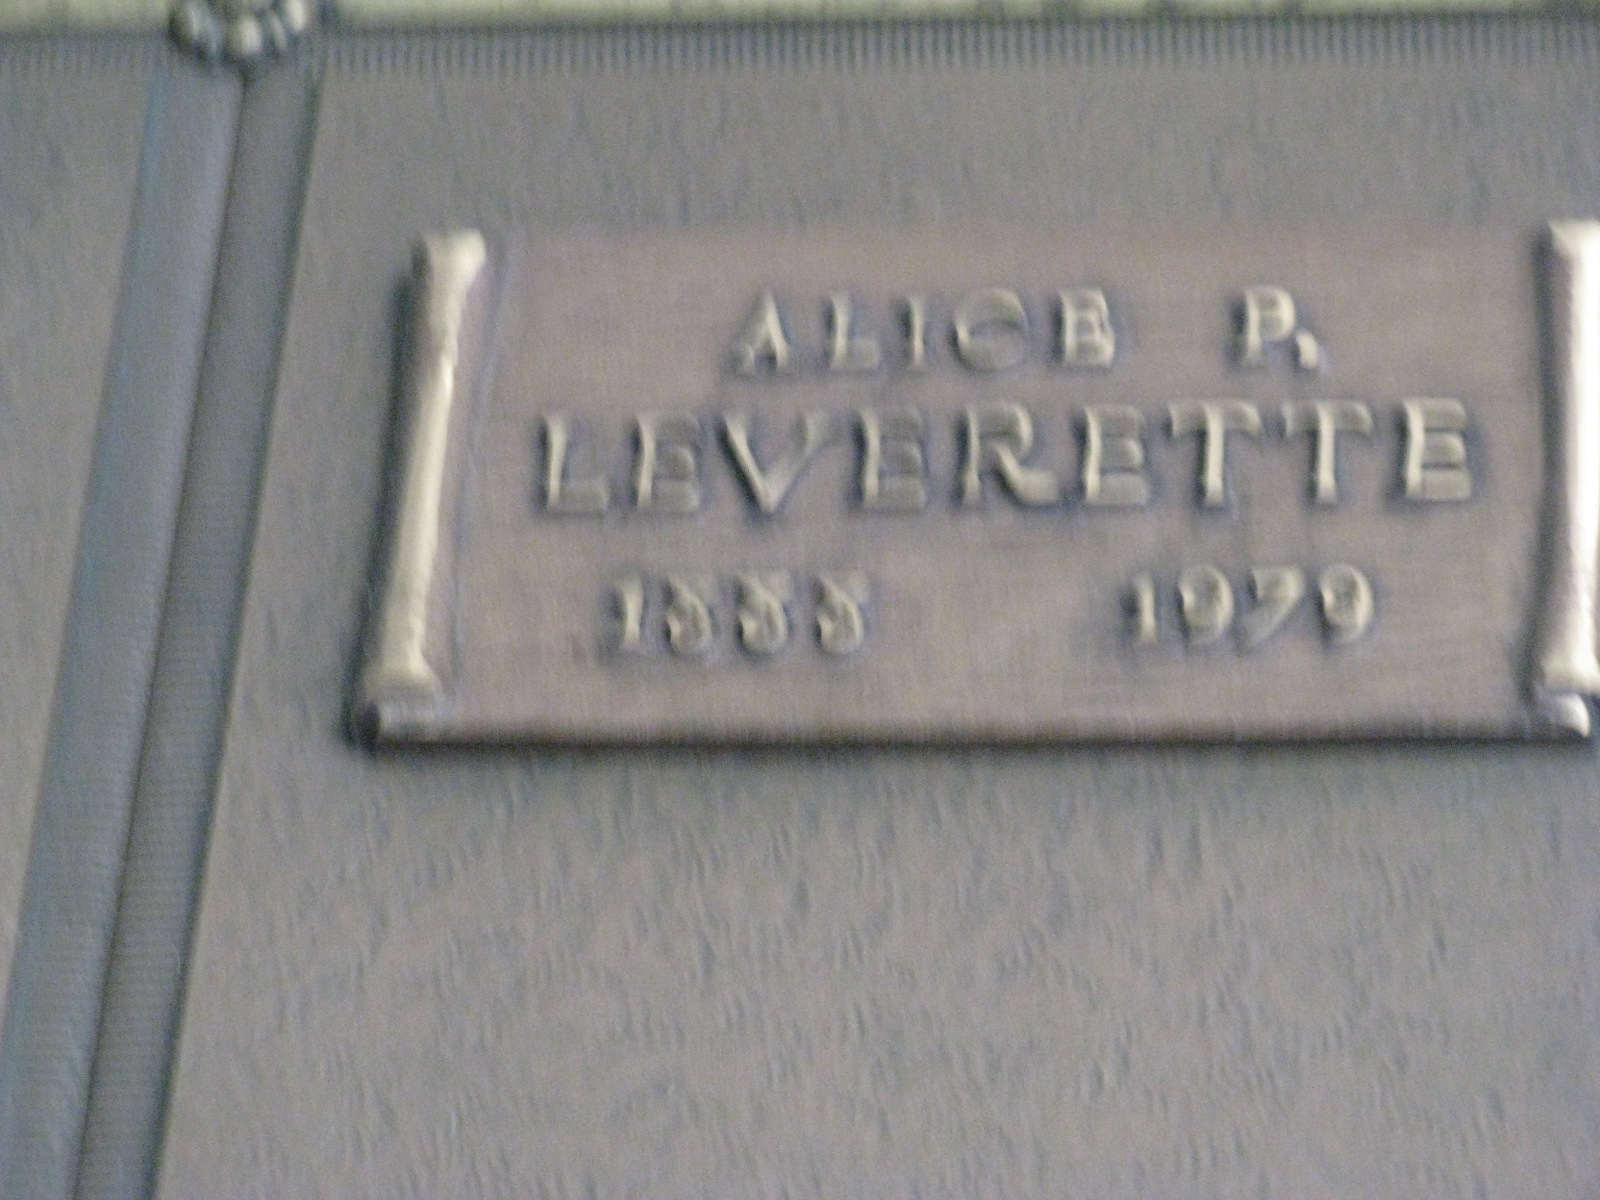 ALICE P.
LEVERETTE
1888 1979